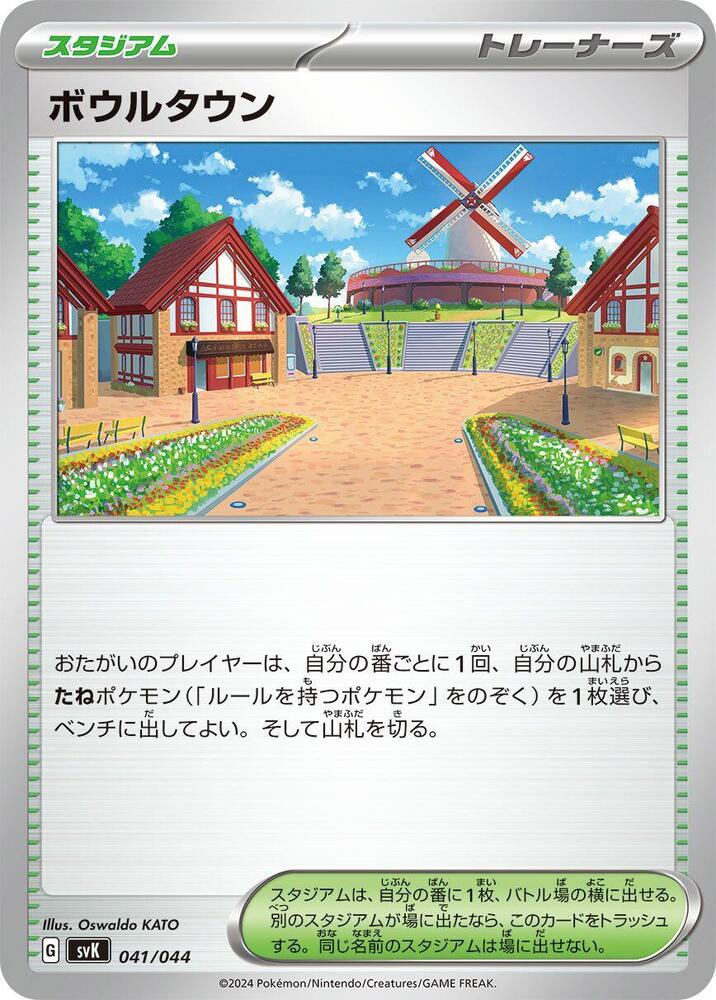 スタジアム トレーナーズ
ボウルタウン
おたがいのプレイヤーは、自分の番ごとに1回、自分の山札から
たねポケモン(「ルールを持つポケモン」をのぞく)を1枚選び、
ベンチに出してよい。そして山札を切る。
スタジアムは、自分の番に1枚、バトル場の横に出せる。
別のスタジアムが場に出たなら、このカードをトラッシュ
する。同じ名前のスタジアムは場に出せない。
Illus. Oswaldo KATO
G svK 041/044
©2024 Pokémon/Nintendo/Creatures/GAME FREAK.